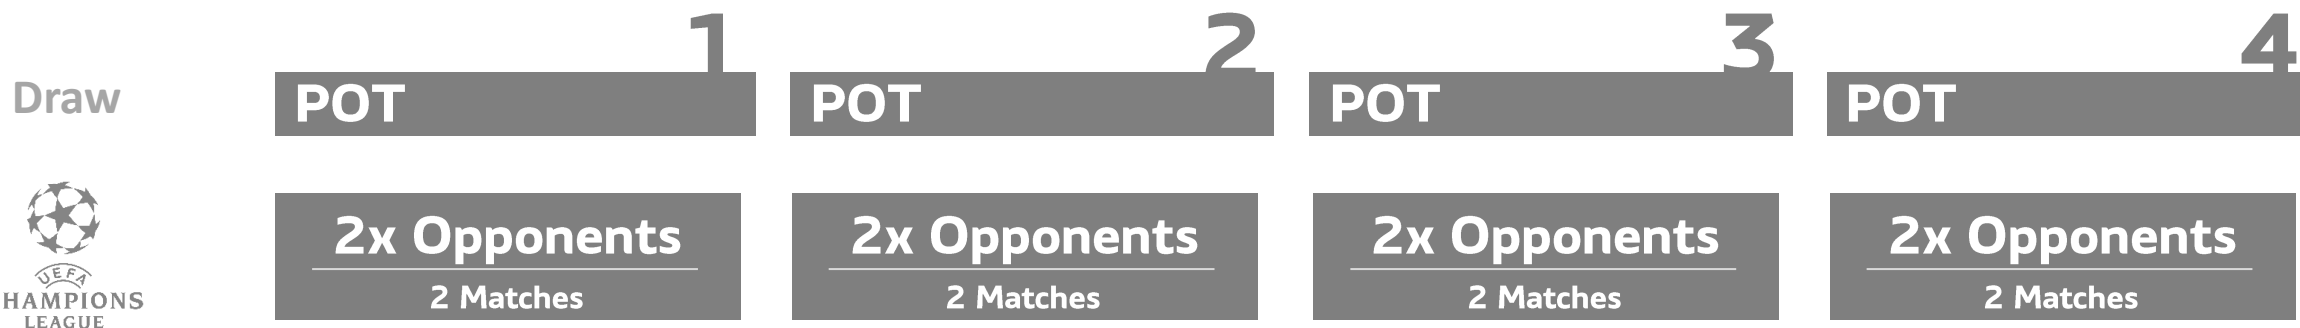 1 2 3 4
Draw POT POT POT POT
2x Opponents 2x Opponents 2x Opponents 2x Opponents
2 Matches 2 Matches 2 Matches 2 Matches
UEFA
HAMPIONS
LEAGUE